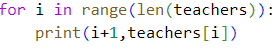 for i in range(len(teachers)):
    print(i+1,teachers[i])